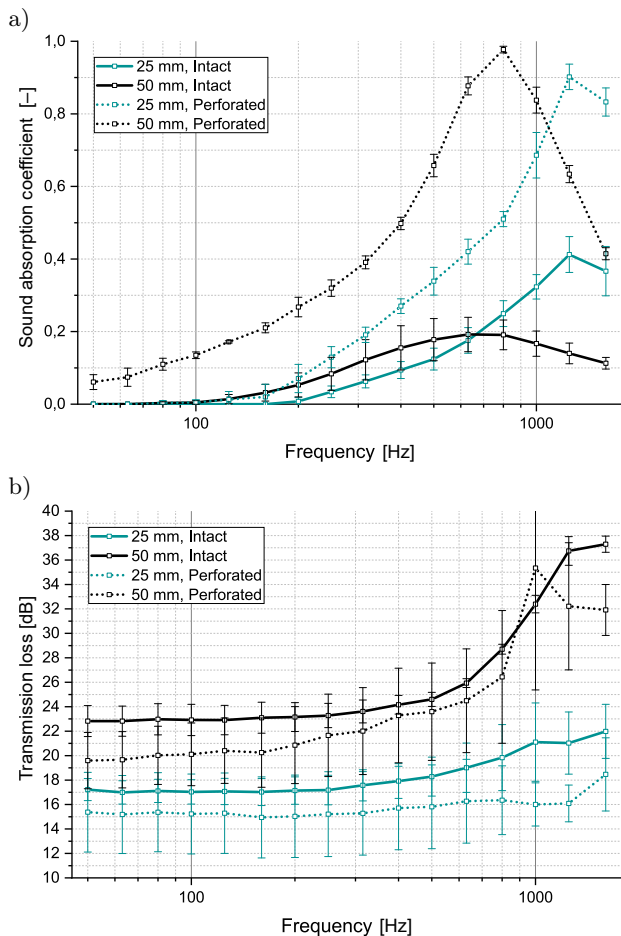 a)
1,0
0,8
0,6
0,4
0,2
0,0
Sound absorption coefficient [–]
25 mm, Intact
50 mm, Intact
25 mm, Perforated
50 mm, Perforated
100
1000
Frequency [Hz]
b)
40
38
36
34
32
30
28
26
24
22
20
18
16
14
12
10
Transmission loss [dB]
25 mm, Intact
50 mm, Intact
25 mm, Perforated
50 mm, Perforated
100
1000
Frequency [Hz]